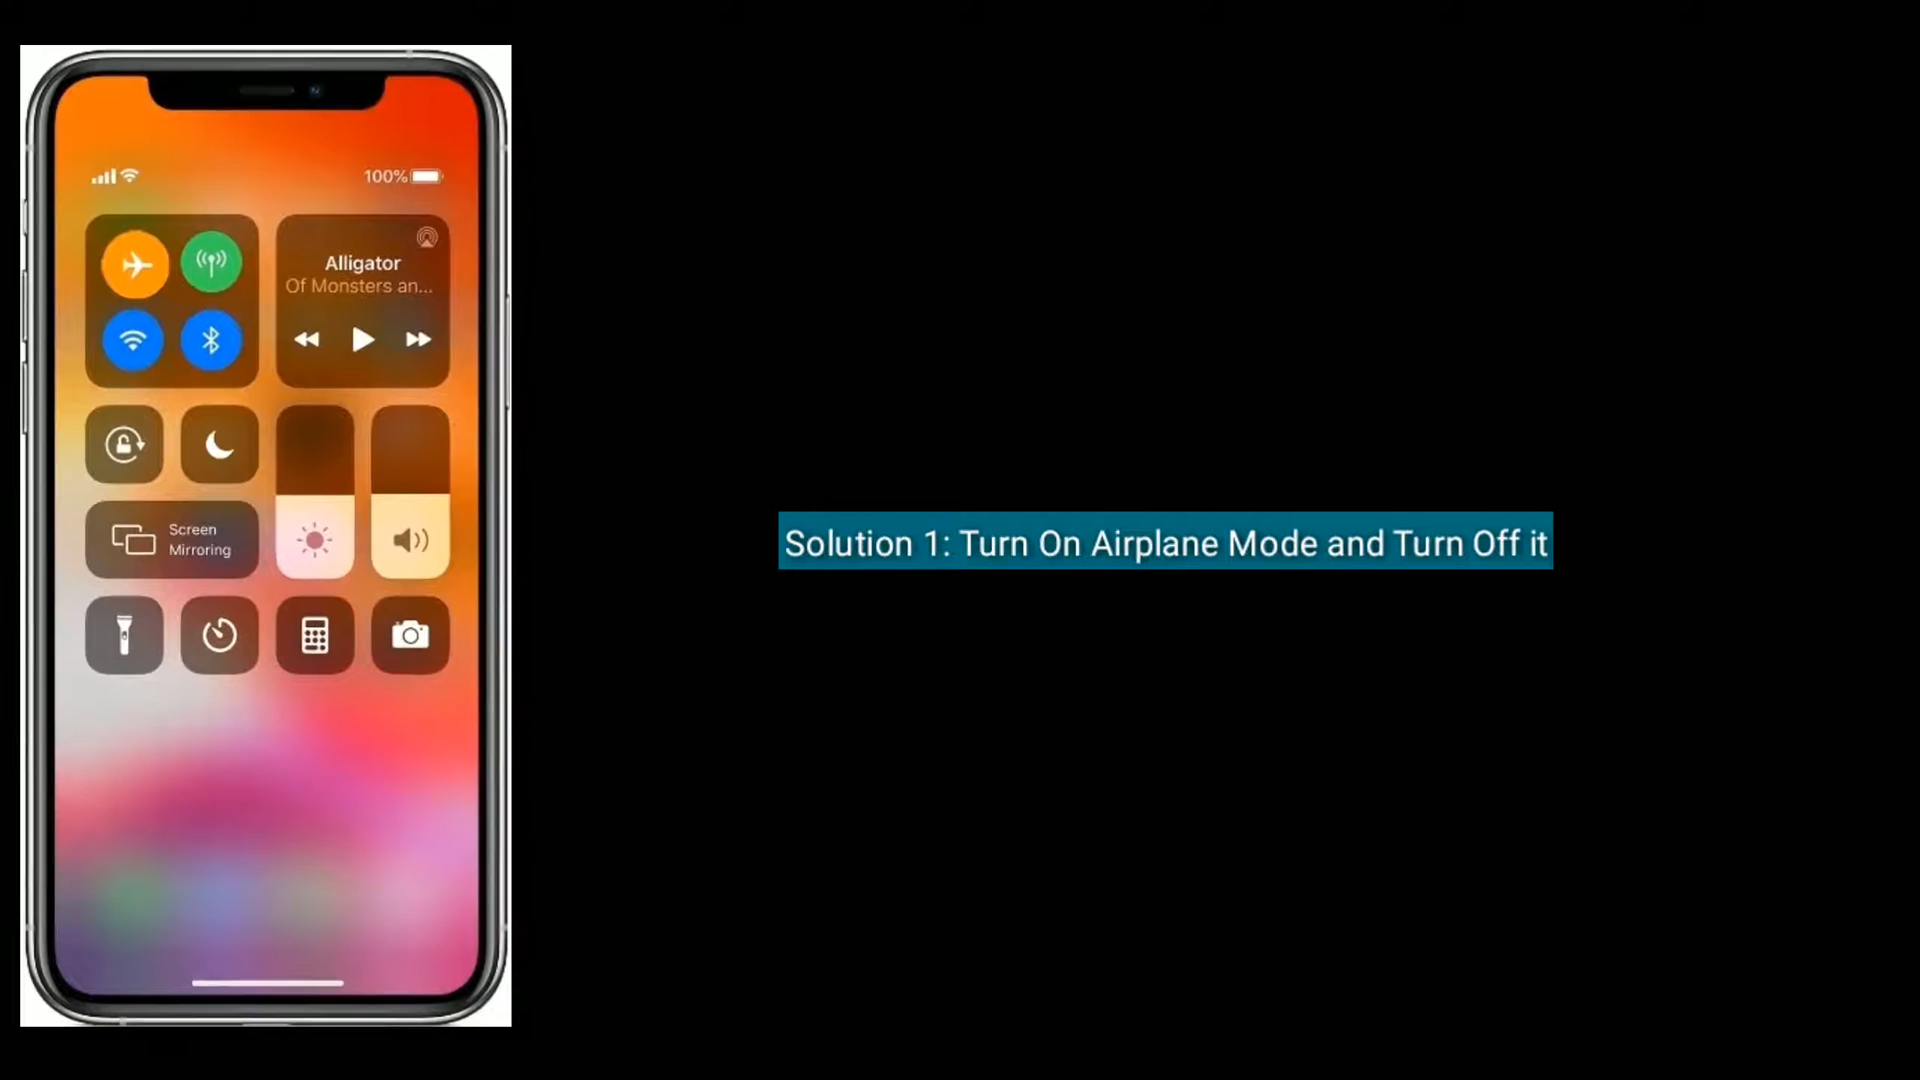 100%
Alligator
Of Monsters an...
Screen
Mirroring
Solution 1: Turn On Airplane Mode and Turn Off it